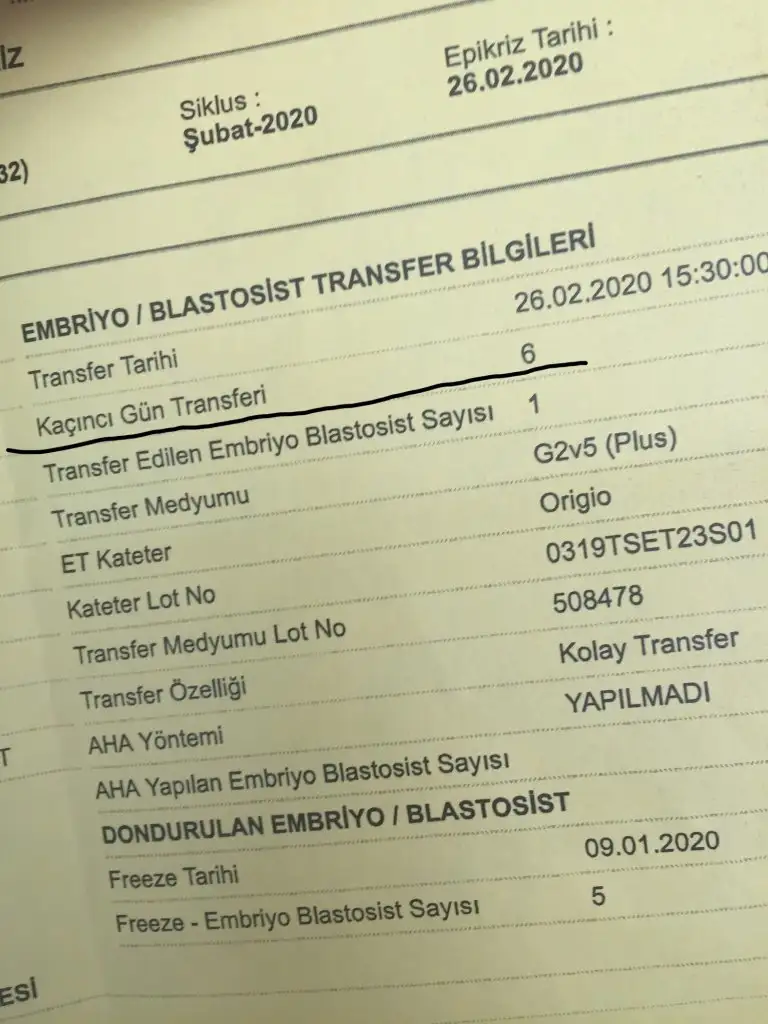 İZ
Siklus :
Şubat-2020
Epikriz Tarihi :
26.02.2020
32)
EMBRİYO / BLASTOSİST TRANSFER BİLGİLERİ
Transfer Tarihi 26.02.2020 15:30:00
Kaçıncı Gün Transferi 6
Transfer Edilen Embriyo Blastosist Sayısı 1
Transfer Medyumu G2v5 (Plus)
ET Kateter Origio
Kateter Lot No 0319TSET23S01
Transfer Medyumu Lot No 508478
Transfer Özelliği Kolay Transfer
AHA Yöntemi YAPILMADI
T
AHA Yapılan Embriyo Blastosist Sayısı
DONDURULAN EMBRİYO / BLASTOSİST
Freeze Tarihi 09.01.2020
Freeze - Embriyo Blastosist Sayısı 5
ESİ